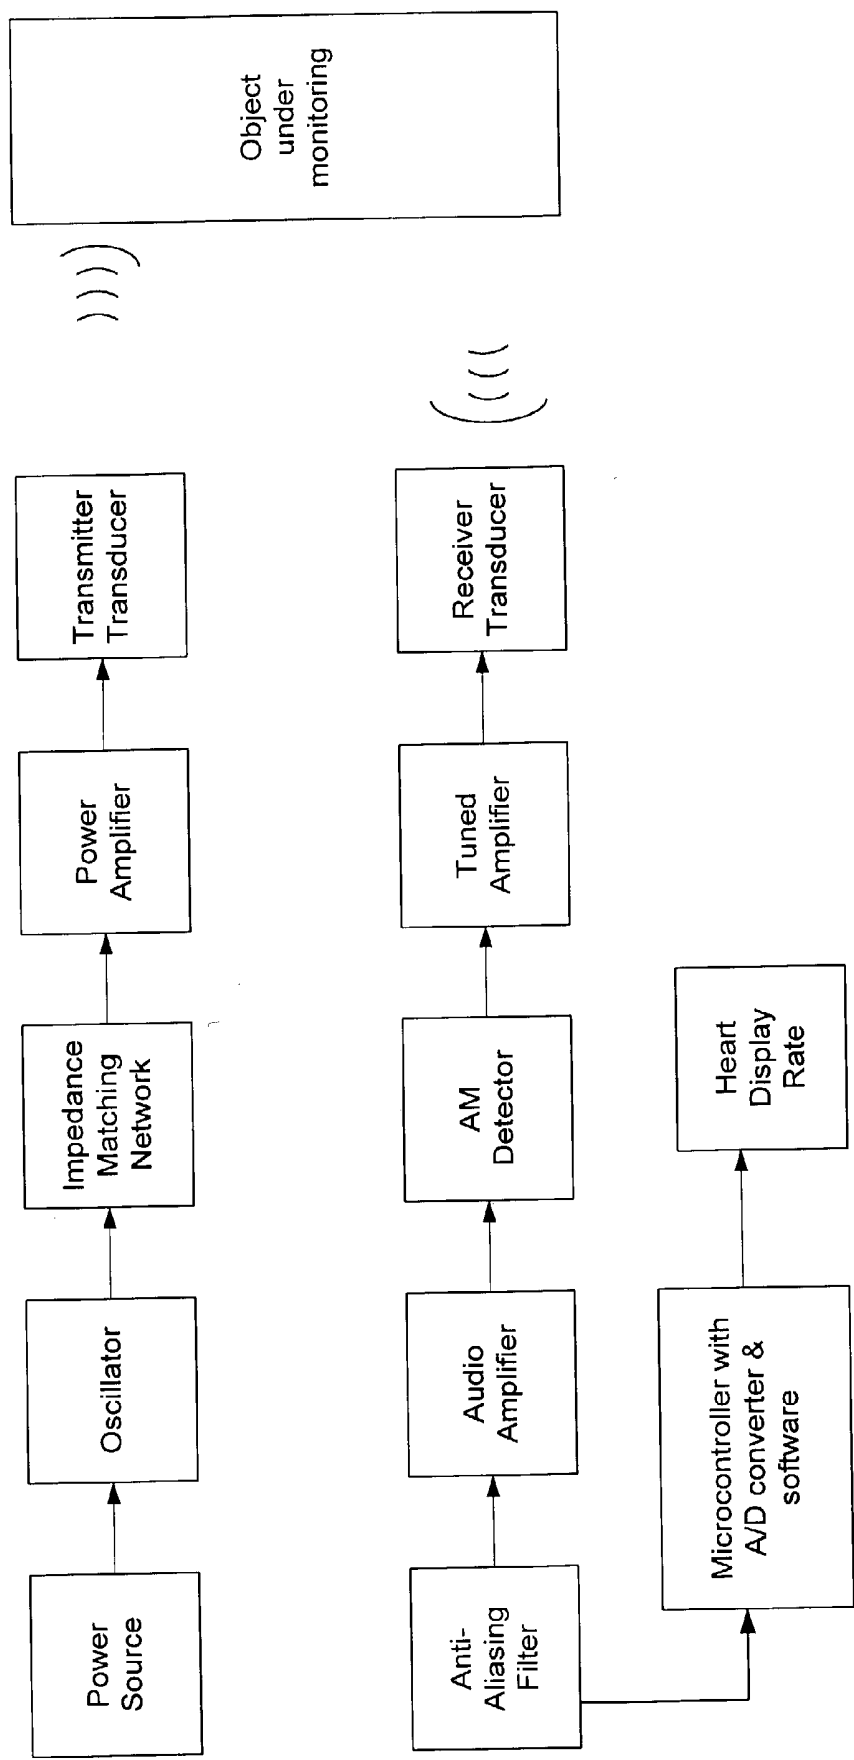 Power
Source
Oscillator
Impedance
Matching
Network
Power
Amplifier
Transmitter
Transducer
Object
under
monitoring
Anti-
Aliasing
Filter
Audio
Amplifier
AM
Detector
Tuned
Amplifier
Receiver
Transducer
Microcontroller with
A/D converter &
software
Heart
Display
Rate